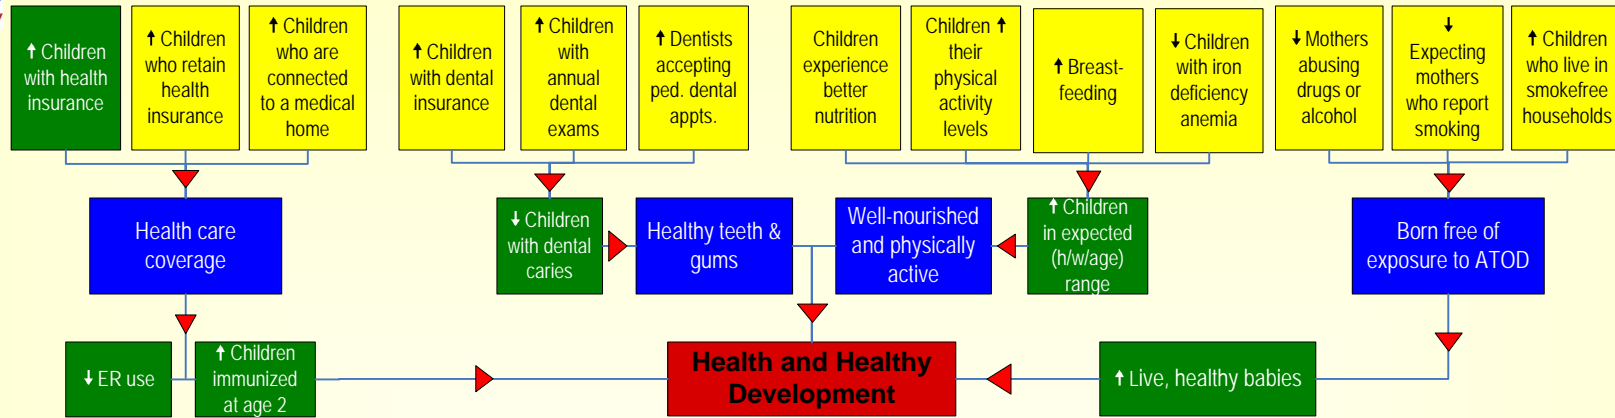 ↑ Children
with health
insurance
↑ Children
who retain
health
insurance
↑ Children
who are
connected
to a medical
home
↑ Children
with dental
insurance
↑ Children
with
annual
dental
exams
↑ Dentists
accepting
ped. dental
appts.
Children
experience
better
nutrition
Children ↑
their
physical
activity
levels
↑ Breast-
feeding
↓ Children
with iron
deficiency
anemia
↓ Mothers
abusing
drugs or
alcohol
↓
Expecting
mothers
who report
smoking
↑ Children
who live in
smokefree
households
Health care
coverage
↓ Children
with dental
caries
Healthy teeth &
gums
Well-nourished
and physically
active
↑ Children
in expected
(h/w/age)
range
Born free of
exposure to ATOD
↓ ER use
↑ Children
immunized
at age 2
Health and Healthy
Development
↑ Live, healthy babies